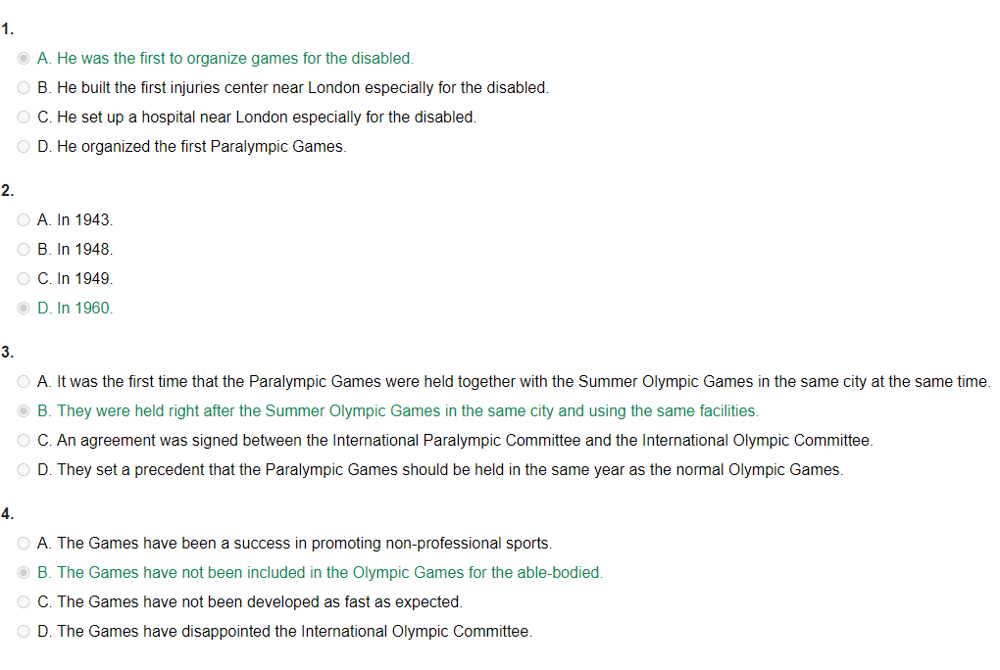 1.
A. He was the first to organize games for the disabled.
B. He built the first injuries center near London especially for the disabled.
C. He set up a hospital near London especially for the disabled.
D. He organized the first Paralympic Games.
2.
A. In 1943.
B. In 1948.
C. In 1949.
D. In 1960.
3.
A. It was the first time that the Paralympic Games were held together with the Summer Olympic Games in the same city at the same time.
B. They were held right after the Summer Olympic Games in the same city and using the same facilities.
C. An agreement was signed between the International Paralympic Committee and the International Olympic Committee.
D. They set a precedent that the Paralympic Games should be held in the same year as the normal Olympic Games.
4.
A. The Games have been a success in promoting non-professional sports.
B. The Games have not been included in the Olympic Games for the able-bodied.
C. The Games have not been developed as fast as expected.
D. The Games have disappointed the International Olympic Committee.